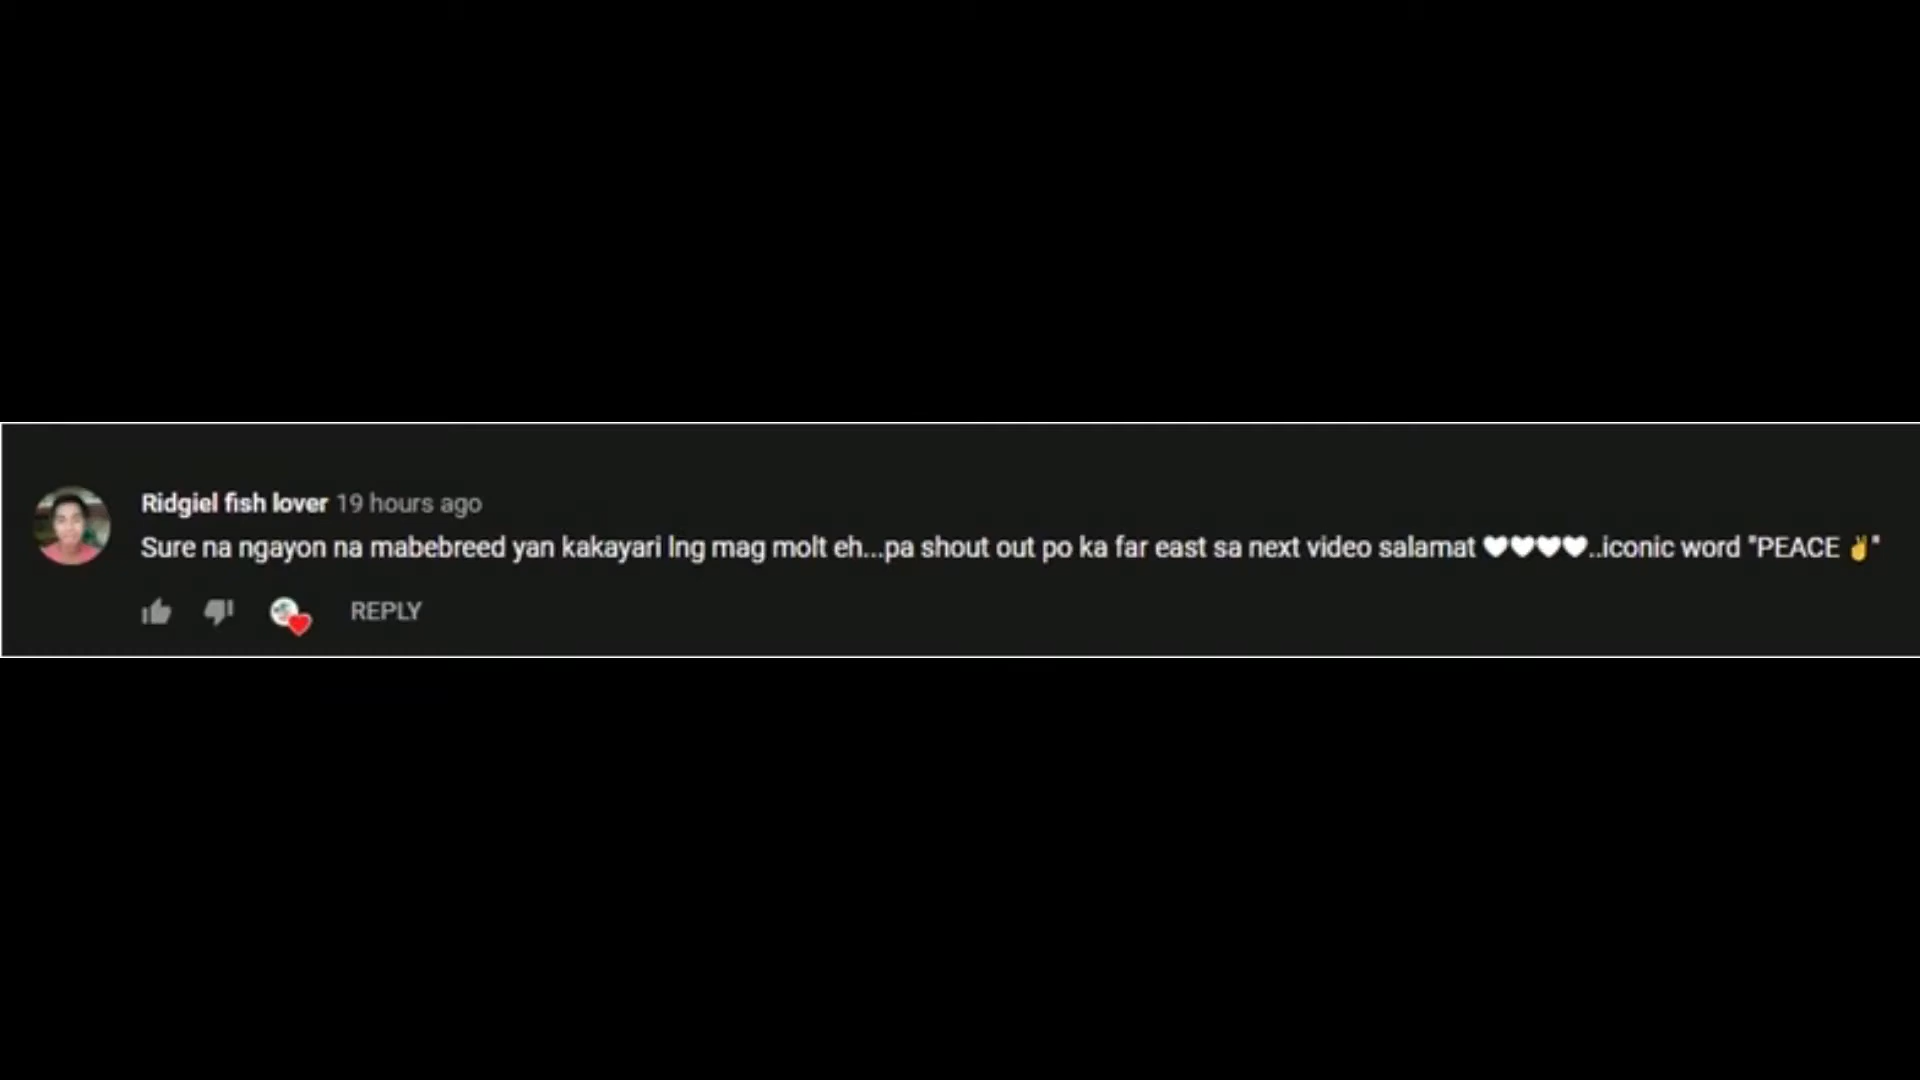 Ridgiel fish lover 19 hours ago
Sure na ngayon na mabebreed yan kakayari lng mag molt eh...pa shout out po ka far east sa next video salamat 🤍🤍🤍🤍..iconic word "PEACE ✌"
REPLY